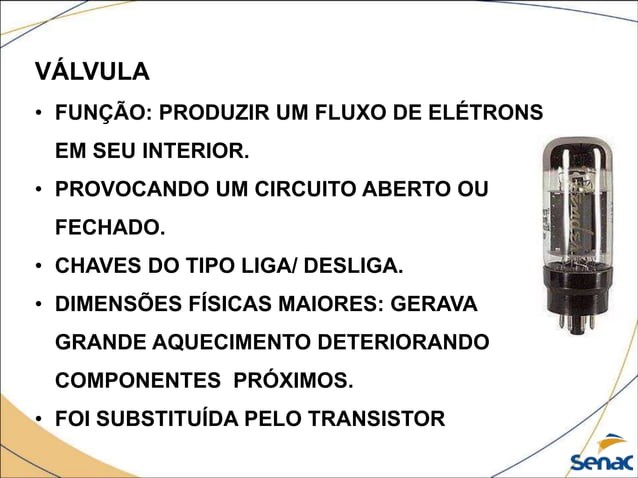 VÁLVULA
• FUNÇÃO: PRODUZIR UM FLUXO DE ELÉTRONS
EM SEU INTERIOR.
• PROVOCANDO UM CIRCUITO ABERTO OU
FECHADO.
• CHAVES DO TIPO LIGA/ DESLIGA.
• DIMENSÕES FÍSICAS MAIORES: GERAVA
GRANDE AQUECIMENTO DETERIORANDO
COMPONENTES PRÓXIMOS.
• FOI SUBSTITUÍDA PELO TRANSISTOR
Fender
Senac